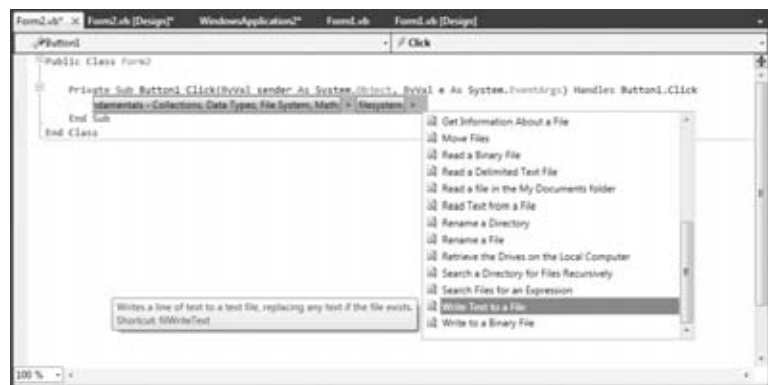 Form2.vb* × Form2.vb [Design]* WindowsApplication2* Form1.vb Form1.vb [Design]
Button1 Click
Public Class Form2
Private Sub Button1_Click(ByVal sender As System.Object, ByVal e As System.EventArgs) Handles Button1.Click
damentals - Collections, Data Types, File System, Math > filesystem >
End Sub
End Class
Get Information About a File
Move Files
Read a Binary File
Read a Delimited Text File
Read a file in the My Documents folder
Read Text from a File
Rename a Directory
Rename a File
Retrieve the Drives on the Local Computer
Search a Directory for Files Recursively
Search Files for an Expression
Write Text to a File
Write to a Binary File
Writes a line of text to a text file, replacing any text if the file exists.
Shortcut: filWriteText
100 %